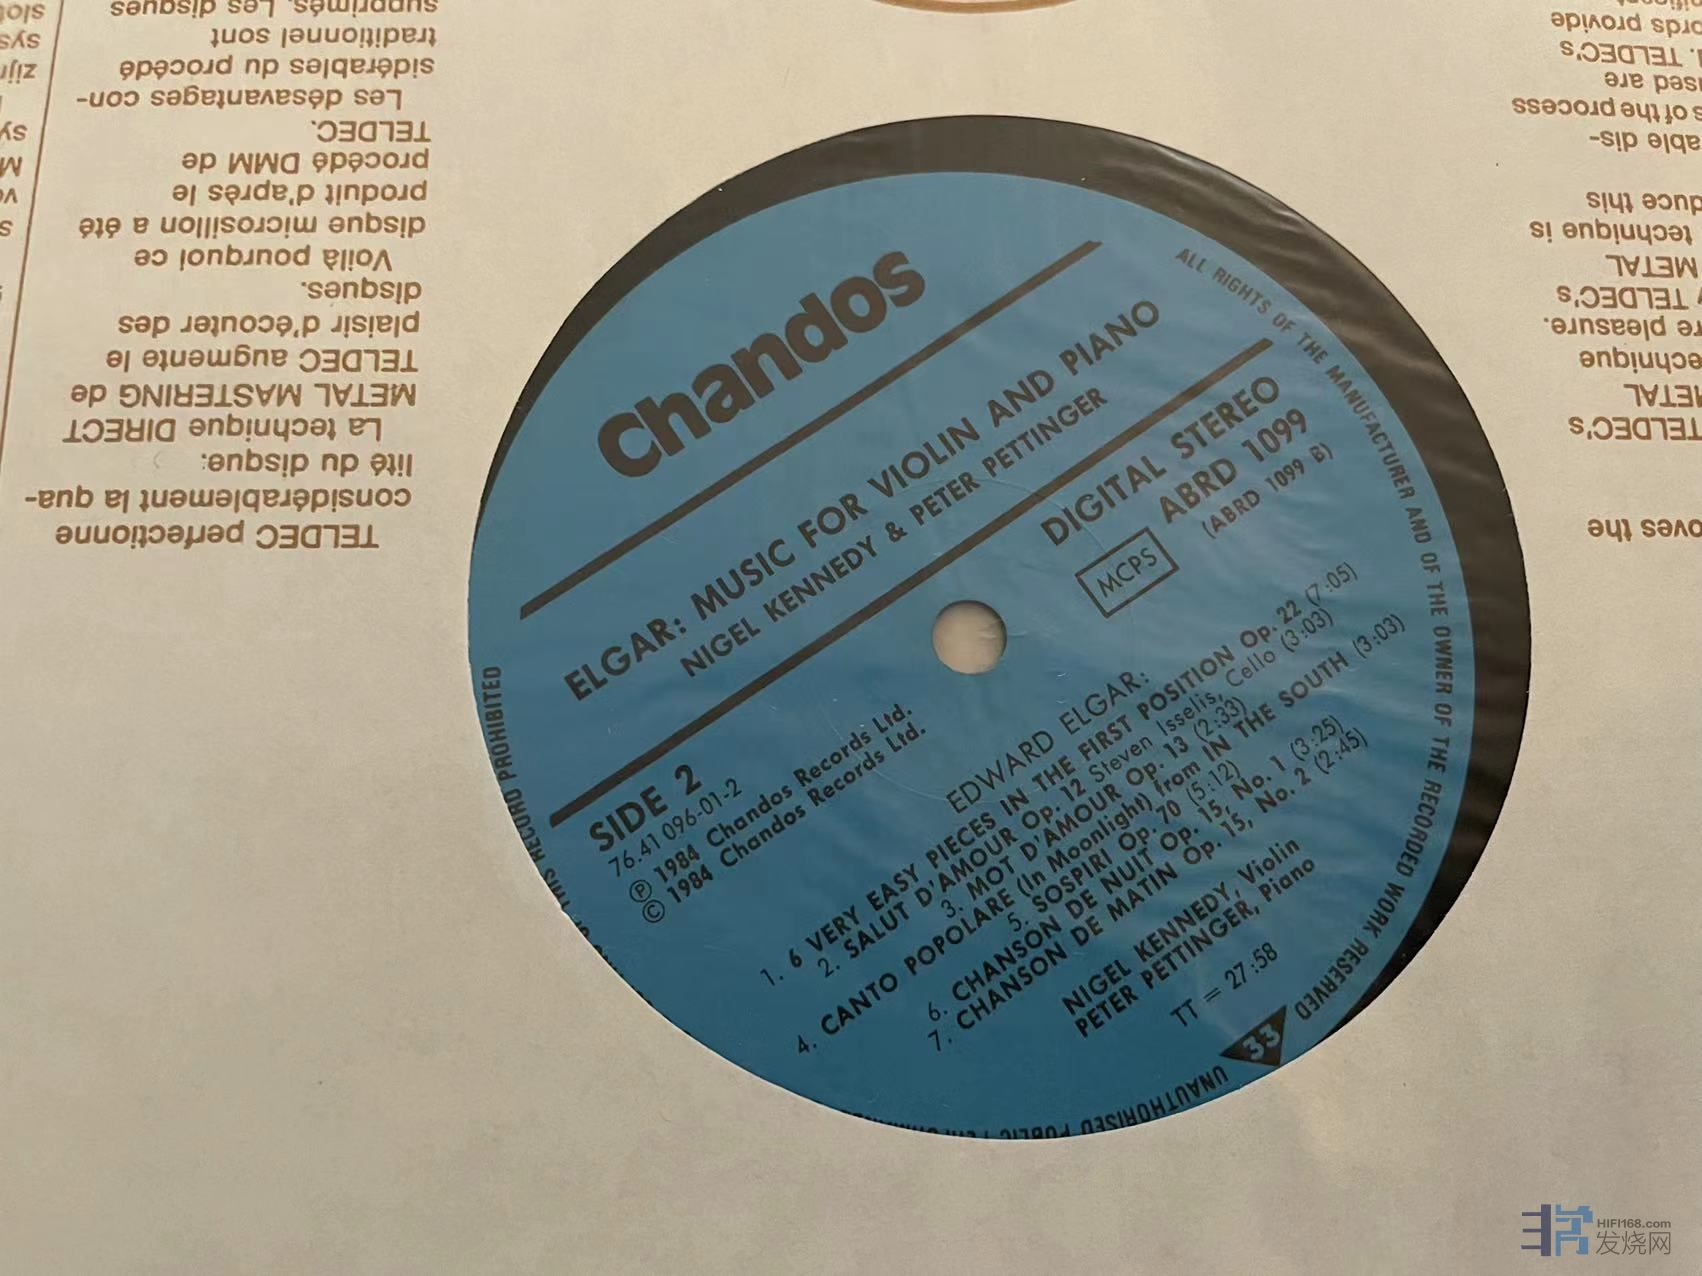 Chandos
ELGAR: MUSIC FOR VIOLIN AND PIANO
NIGEL KENNEDY & PETER PETTINGER
DIGITAL STEREO
MCPS
ABRD 1099
(ABRD 1099 B)
SIDE 2
76.41 096-01-2
Ⓟ 1984 Chandos Records Ltd.
© 1984 Chandos Records Ltd.
EDWARD ELGAR:
1. 6 VERY EASY PIECES IN THE FIRST POSITION Op. 22 (7:05)
2. SALUT D'AMOUR Op. 12 Steven Isselis, Cello (3:03)
3. MOT D'AMOUR Op. 13 (2:33)
4. CANTO POPOLARE (In Moonlight) from IN THE SOUTH (3:03)
5. SOSPIRI Op. 70 (5:12)
6. CHANSON DE NUIT Op. 15, No. 1 (3:25)
7. CHANSON DE MATIN Op. 15, No. 2 (2:45)
NIGEL KENNEDY, Violin
PETER PETTINGER, Piano
TT = 27:58
33
ALL RIGHTS OF THE MANUFACTURER AND OF THE OWNER OF THE RECORDED WORK RESERVED
UNAUTHORISED PUBLIC
THIS RECORD PROHIBITED
TELDEC perfectionne
considérablement la qua-
lité du disque.
La technique DIRECT
METAL MASTERING de
TELDEC augmente le
plaisir d'écouter des
disques.
Voilà pourquoi ce
disque microsillon a été
produit d'après le
procédé DMM de
TELDEC.
Les désavantages con-
sidérables du procédé
traditionnel sont
supprimés. Les disques
oves the
TELDEC's
METAL
echnique
re pleasure.
TELDEC's
METAL
technique is
duce this
able dis-
s of the process
sed are
TELDEC's
ords provide
HIFI168.com
发烧网